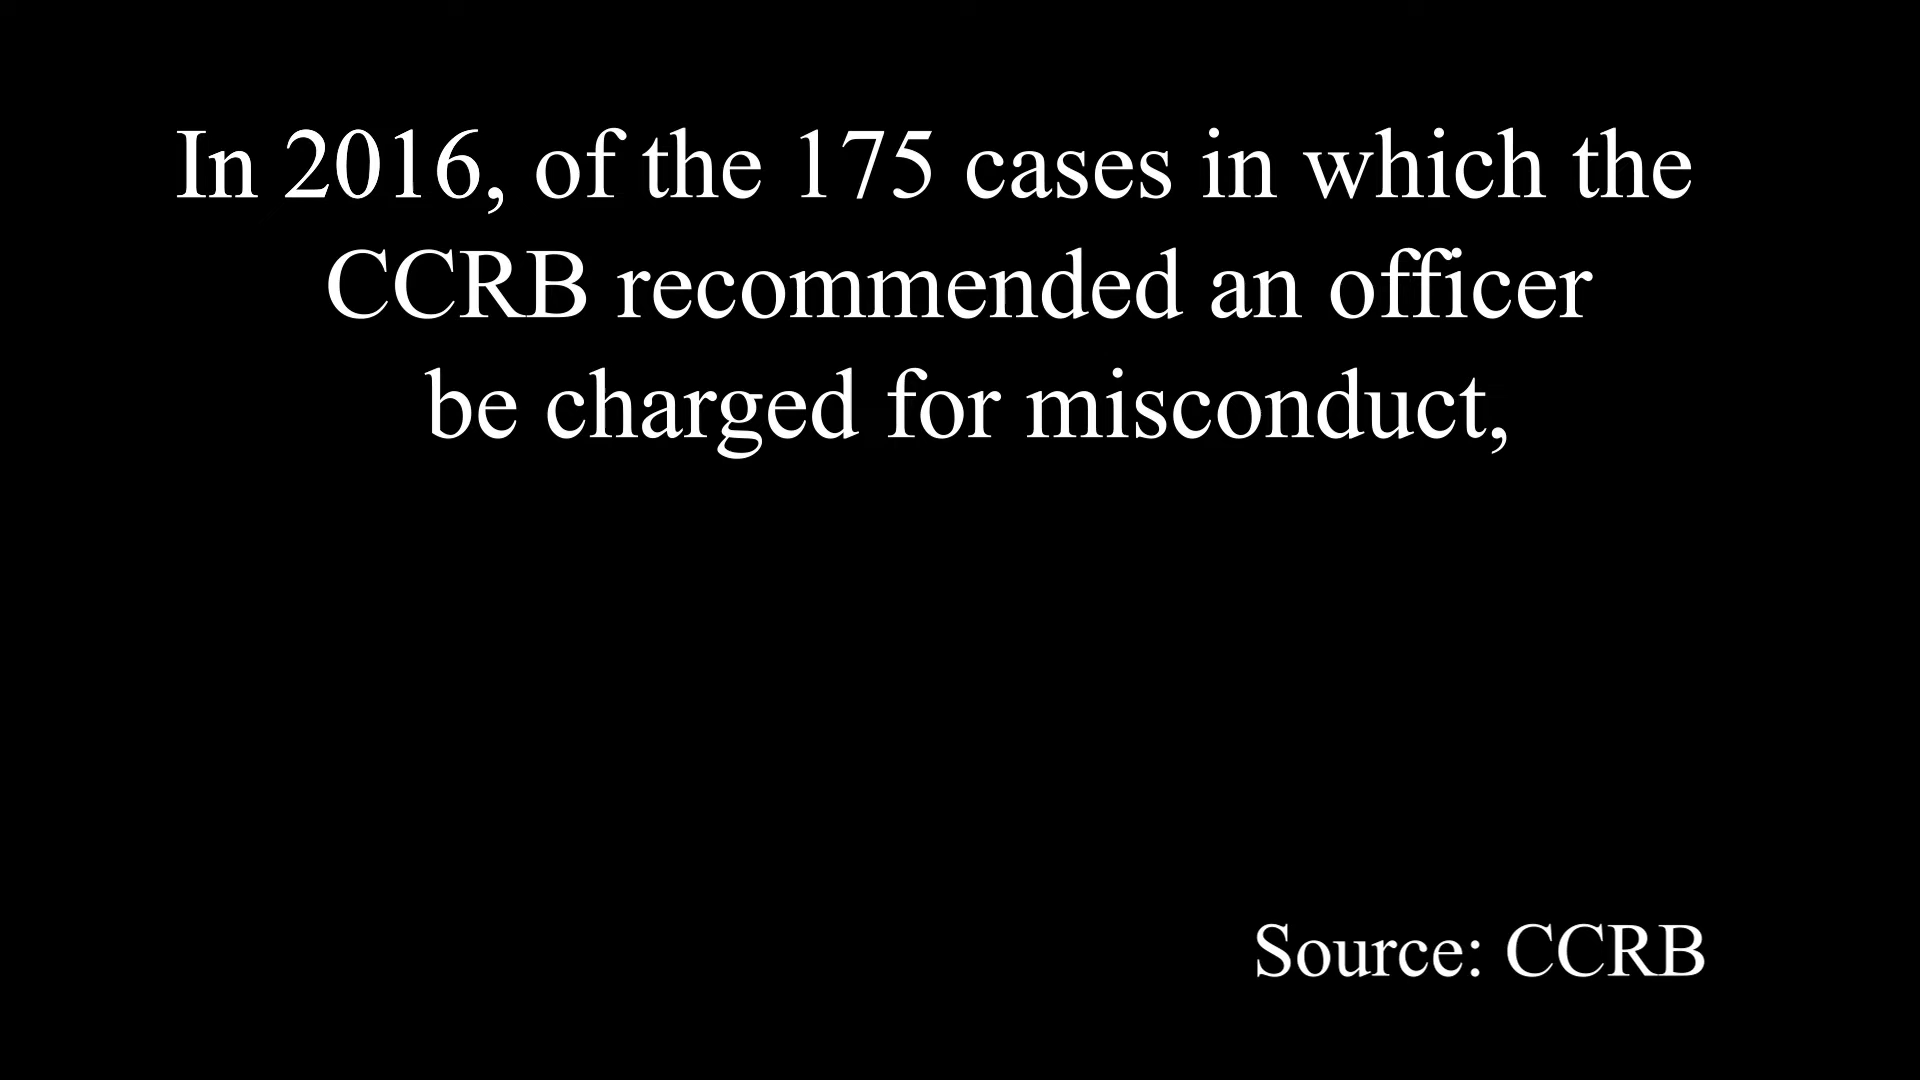 In 2016, of the 175 cases in which the
CCRB recommended an officer
be charged for misconduct,
Source: CCRB